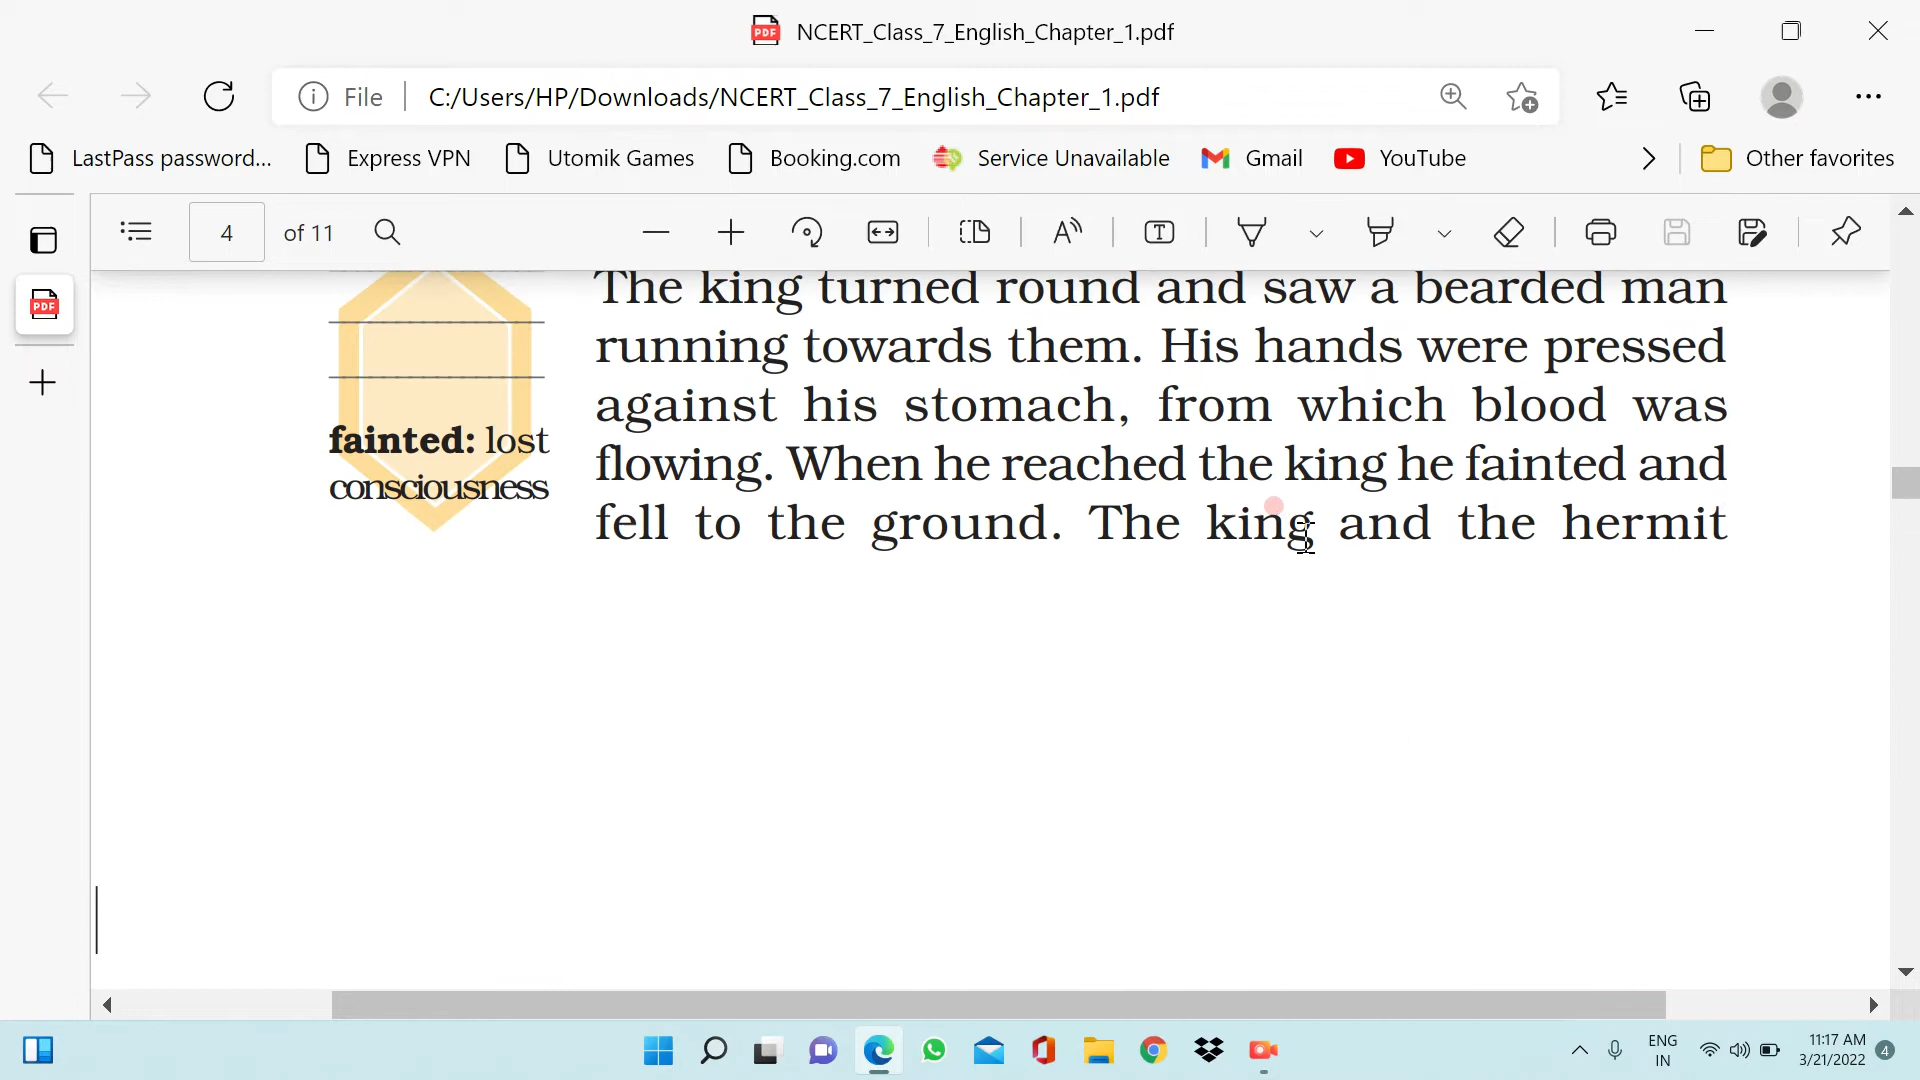 NCERT_Class_7_English_Chapter_1.pdf
File C:/Users/HP/Downloads/NCERT_Class_7_English_Chapter_1.pdf
LastPass password... Express VPN Utomik Games Booking.com Service Unavailable Gmail YouTube Other favorites
4 of 11
The king turned round and saw a bearded man
running towards them. His hands were pressed
against his stomach, from which blood was
flowing. When he reached the king he fainted and
fell to the ground. The king and the hermit
fainted: lost
consciousness
ENG
IN
11:17 AM
3/21/2022
4